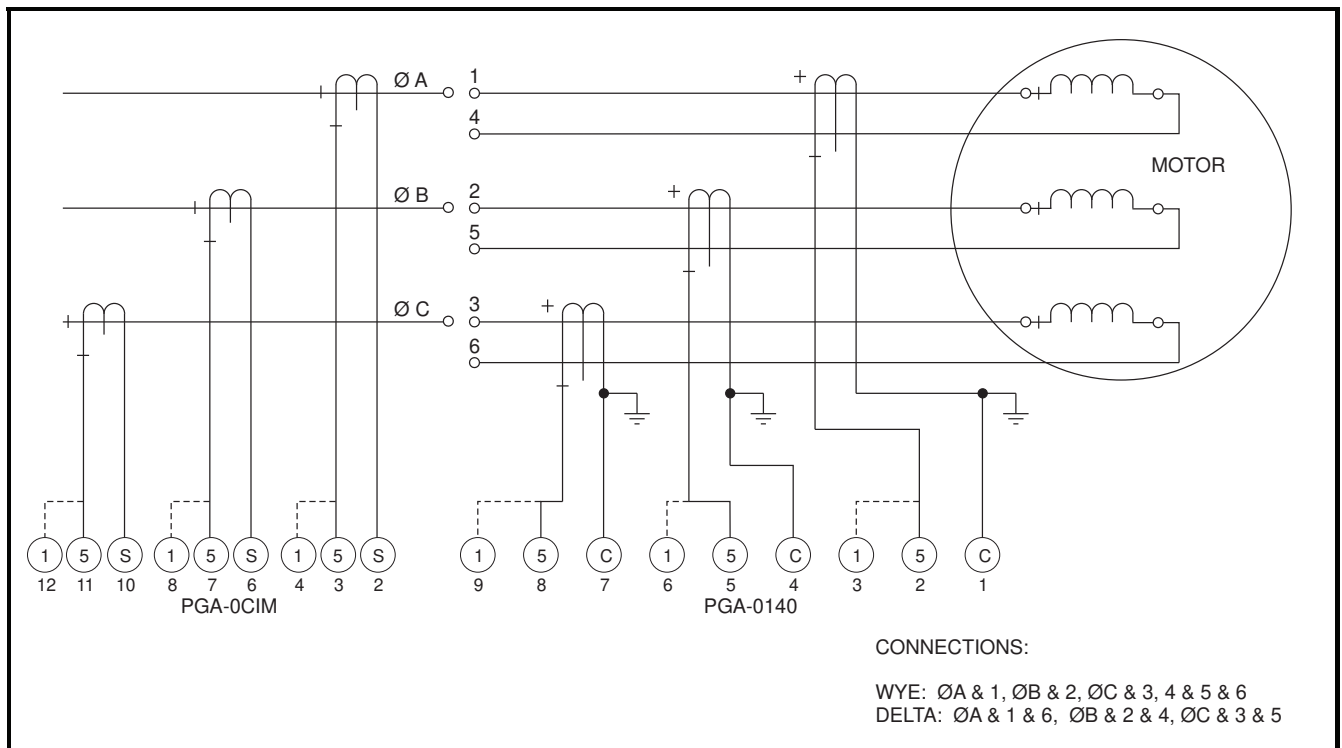 Ø A
1
4
+
MOTOR
Ø B
2
5
+
Ø C
3
6
+
1 5 S 1 5 S 1 5 S 1 5 C 1 5 C 1 5 C
12 11 10 8 7 6 4 3 2 9 8 7 6 5 4 3 2 1
PGA-0CIM PGA-0140
CONNECTIONS:
WYE: ØA & 1, ØB & 2, ØC & 3, 4 & 5 & 6
DELTA: ØA & 1 & 6, ØB & 2 & 4, ØC & 3 & 5